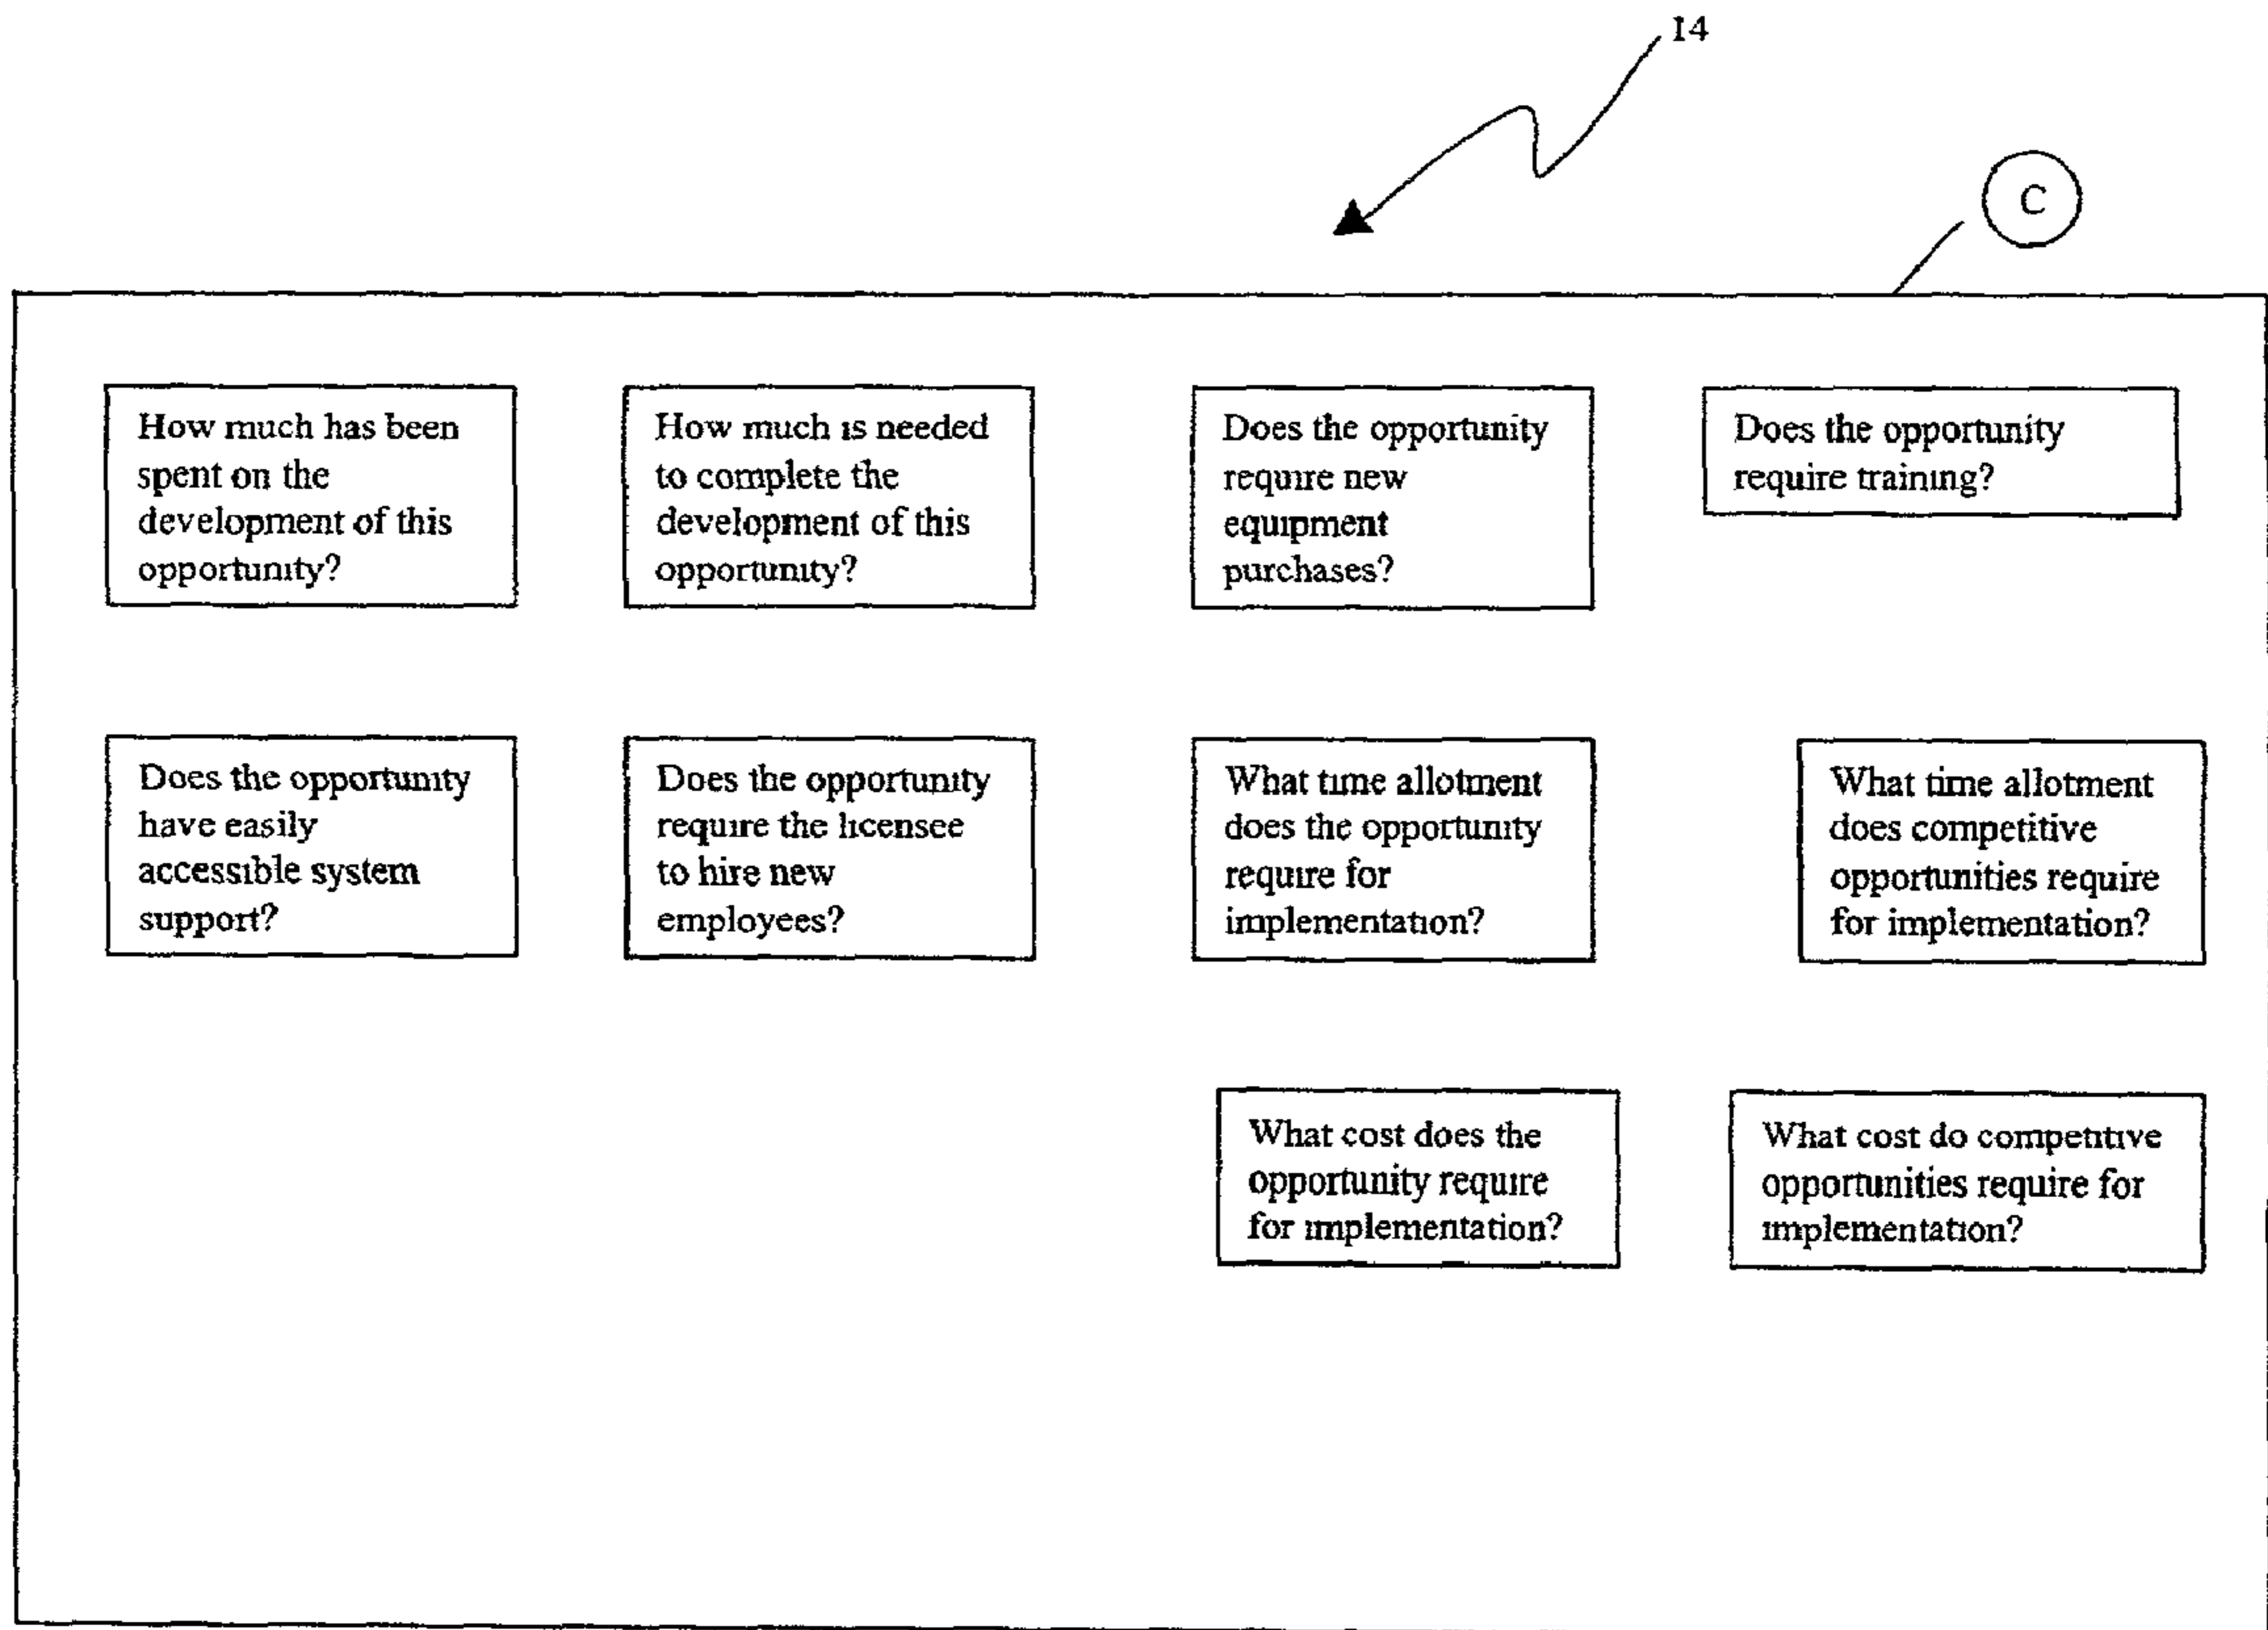 14
C
How much has been
spent on the
development of this
opportunity?
How much is needed
to complete the
development of this
opportunity?
Does the opportunity
require new
equipment
purchases?
Does the opportunity
require training?
Does the opportunity
have easily
accessible system
support?
Does the opportunity
require the licensee
to hire new
employees?
What time allotment
does the opportunity
require for
implementation?
What time allotment
does competitive
opportunities require
for implementation?
What cost does the
opportunity require
for implementation?
What cost do competitive
opportunities require for
implementation?